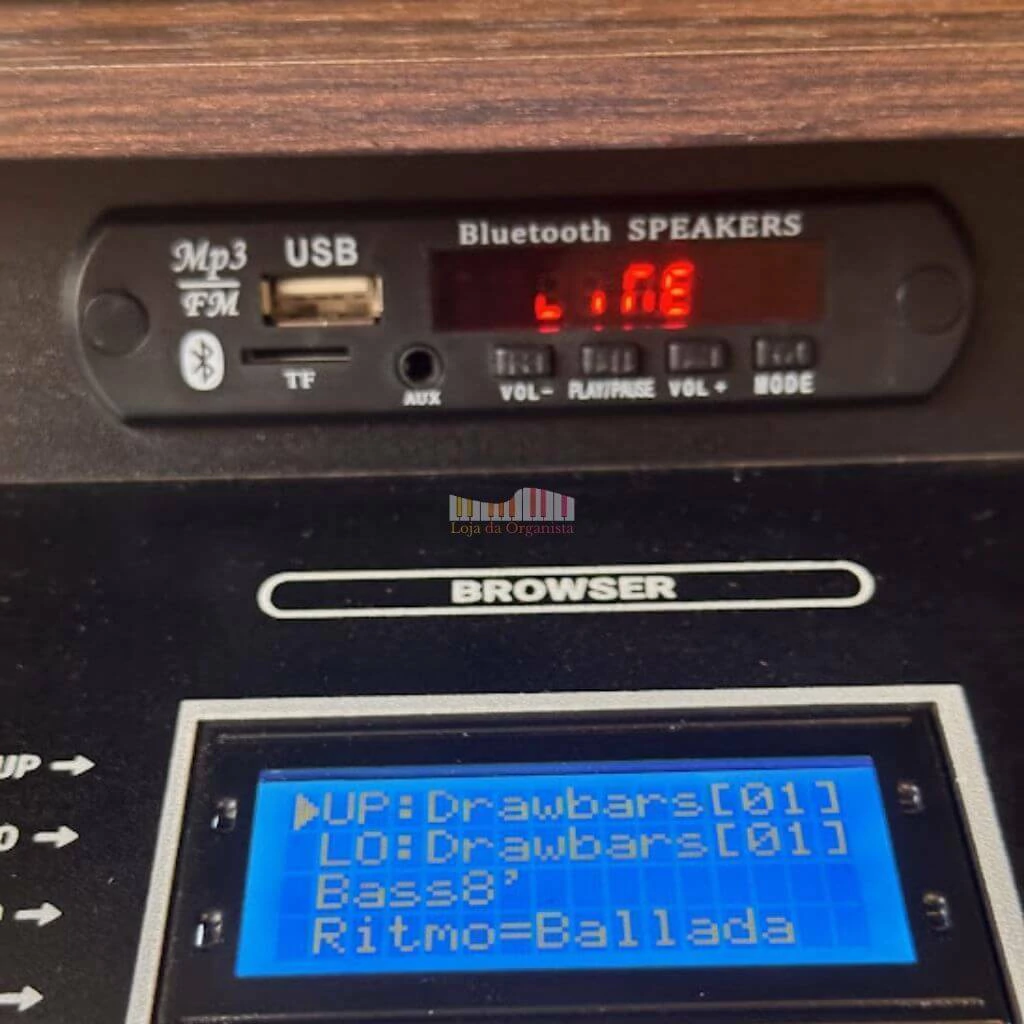 Bluetooth SPEAKERS
Mp3
FM
USB
LINE
TF
AUX
VOL-
PLAY/PAUSE
VOL +
MODE
Loja da Organista
BROWSER
UP
UP:Drawbars[01]
LO:Drawbars[01]
Bass8'
Ritmo=Ballada